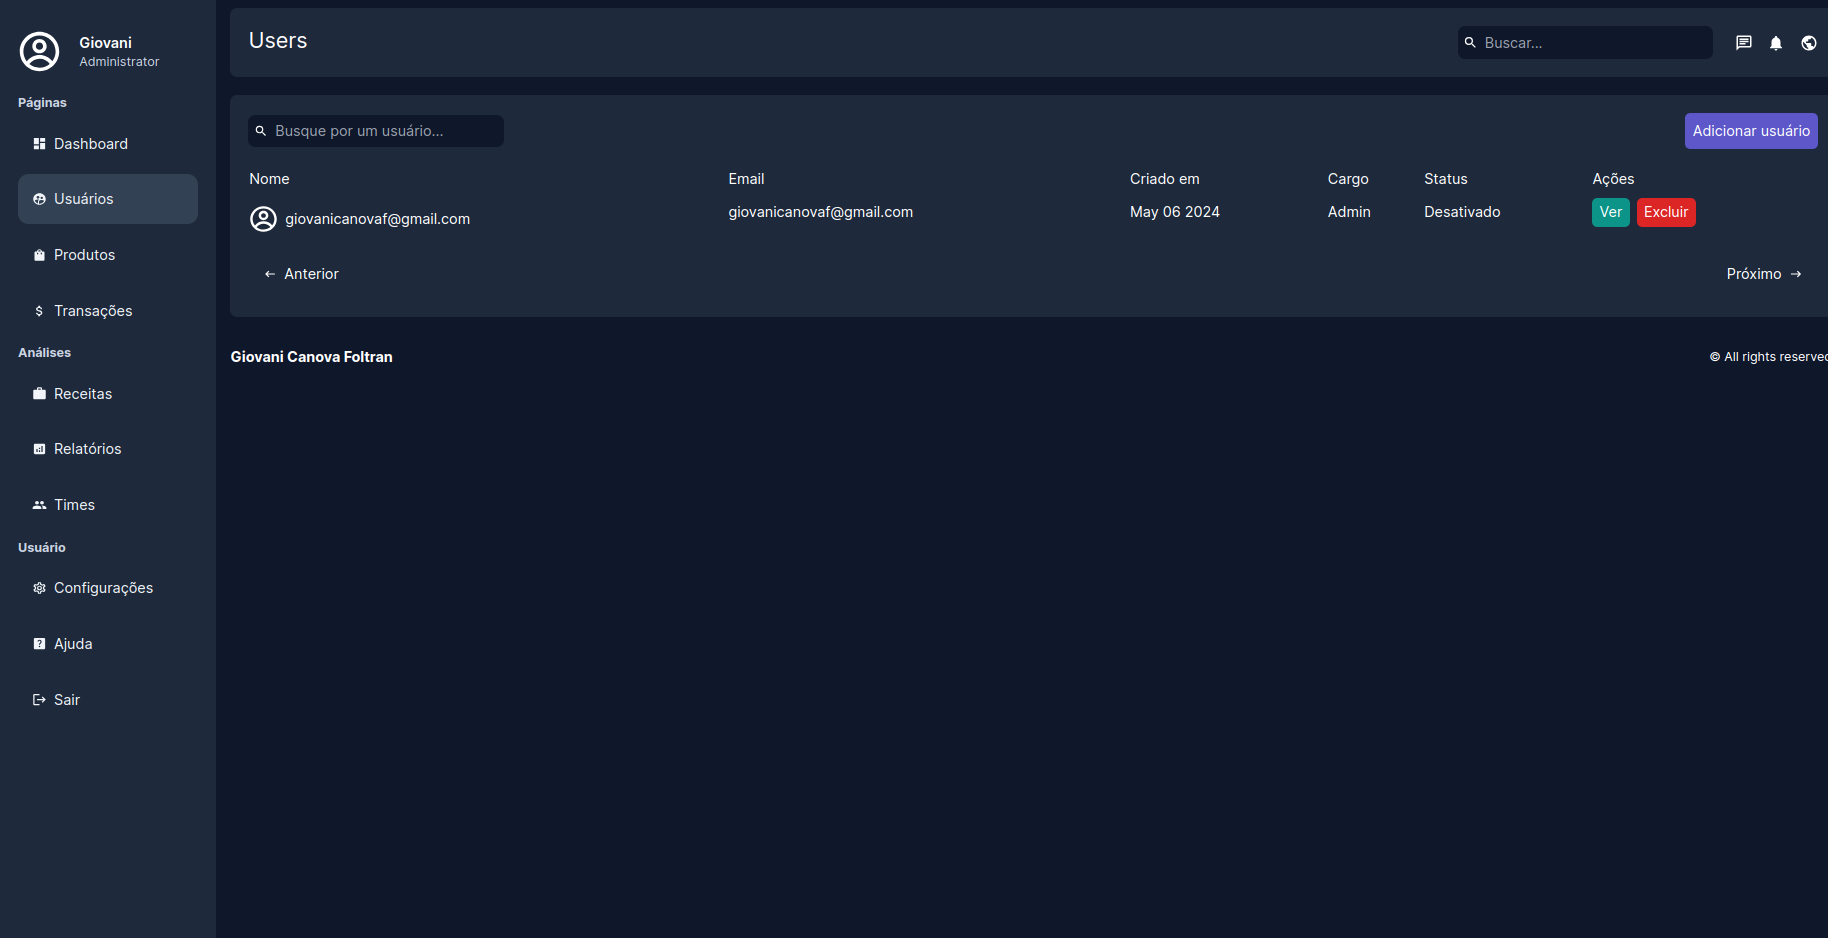 Giovani
Administrator
Páginas
Dashboard
Usuários
Produtos
Transações
Análises
Receitas
Relatórios
Times
Usuário
Configurações
Ajuda
Sair
Users
Buscar...
Busque por um usuário...
Adicionar usuário
Nome Email Criado em Cargo Status Ações
giovanicanovaf@gmail.com giovanicanovaf@gmail.com May 06 2024 Admin Desativado Ver Excluir
← Anterior Próximo →
Giovani Canova Foltran © All rights reserved